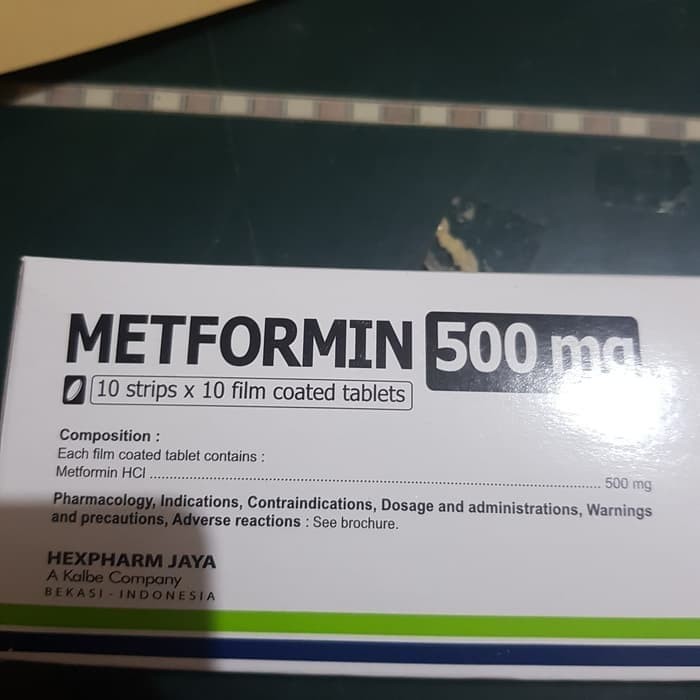 METFORMIN 500 mg
10 strips x 10 film coated tablets
Composition :
Each film coated tablet contains :
Metformin HCl ........................................................................................................ 500 mg
Pharmacology, Indications, Contraindications, Dosage and administrations, Warnings
and precautions, Adverse reactions : See brochure.
HEXPHARM JAYA
A Kalbe Company
BEKASI - INDONESIA